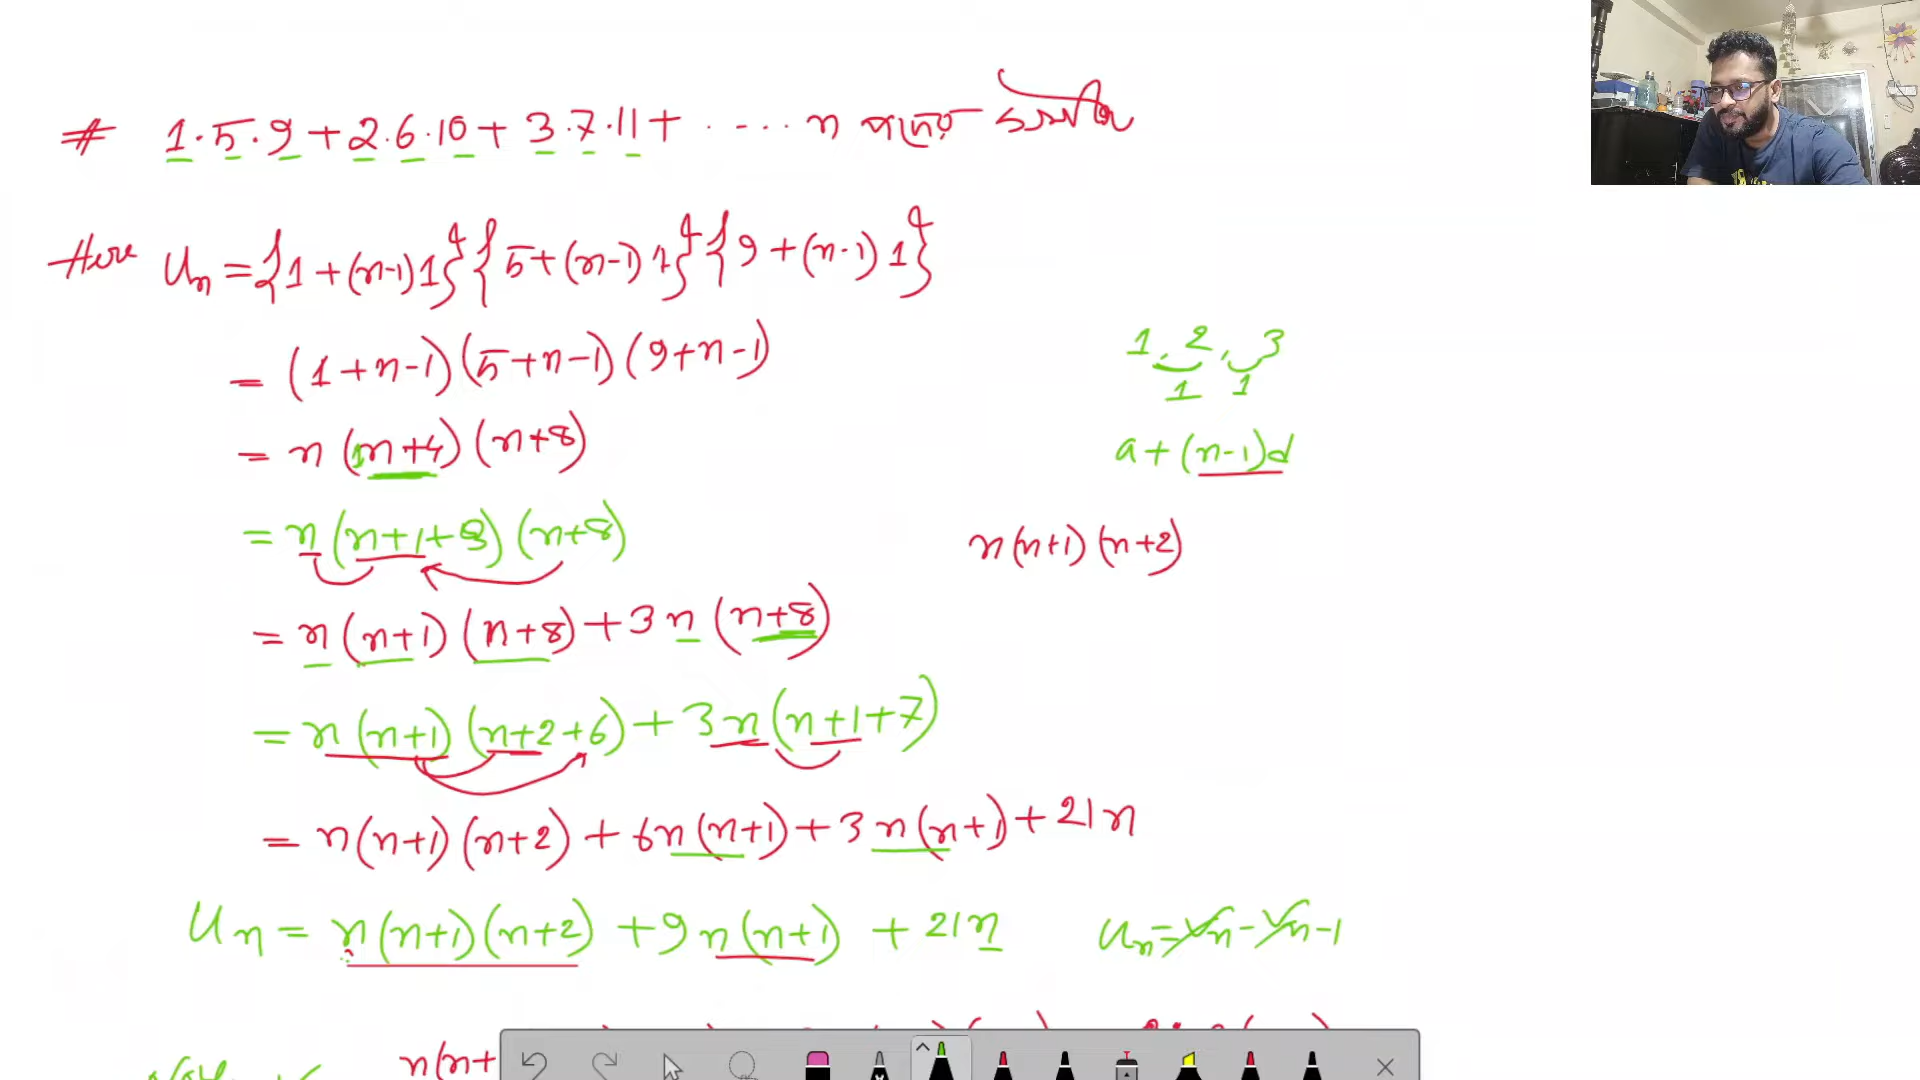 # 1·5·9+2·6·10+3·7·11+ ..... n পদের সমষ্টি
Here Un = {1+(n-1)1}{5+(n-1)1}{9+(n-1)1}
= (1+n-1)(5+n-1)(9+n-1)
1, 2, 3
1 1
= n(n+4)(n+8)
a+(n-1)d
= n(n+1+3)(n+8)
n(n+1)(n+2)
= n(n+1)(n+8)+3n(n+8)
= n(n+1)(n+2+6)+3n(n+1+7)
= n(n+1)(n+2)+6n(n+1)+3n(n+1)+21n
Un = n(n+1)(n+2)+9n(n+1)+21n
Un=Vn-Vn-1
n(n+